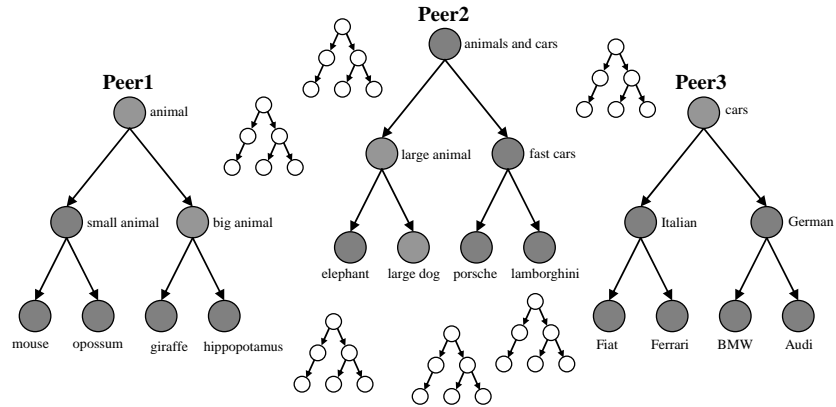 Peer1
animal
small animal
big animal
mouse
opossum
giraffe
hippopotamus
Peer2
animals and cars
large animal
fast cars
elephant
large dog
porsche
lamborghini
Peer3
cars
Italian
German
Fiat
Ferrari
BMW
Audi